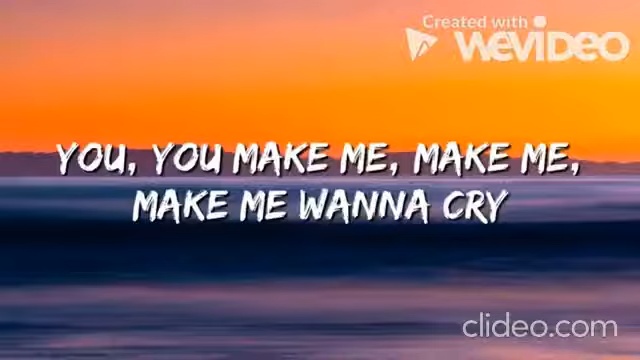 Created with
WEVIDEO
YOU, YOU MAKE ME, MAKE ME,
MAKE ME WANNA CRY
clideo.com